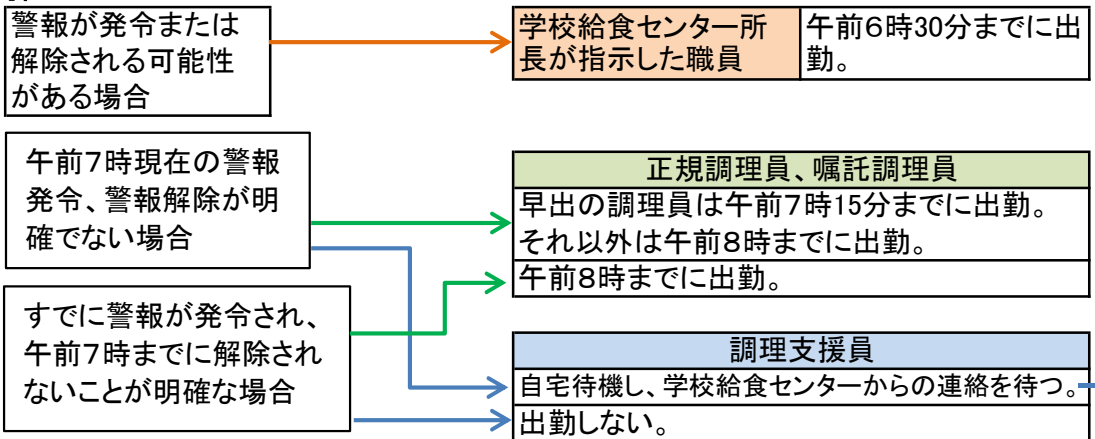 警報が発令または
解除される可能性
がある場合
学校給食センター所
長が指示した職員
午前6時30分までに出
勤。
午前7時現在の警報
発令、警報解除が明
確でない場合
正規調理員、嘱託調理員
早出の調理員は午前7時15分までに出勤。
それ以外は午前8時までに出勤。
午前8時までに出勤。
すでに警報が発令され、
午前7時までに解除され
ないことが明確な場合
調理支援員
自宅待機し、学校給食センターからの連絡を待つ。
出勤しない。